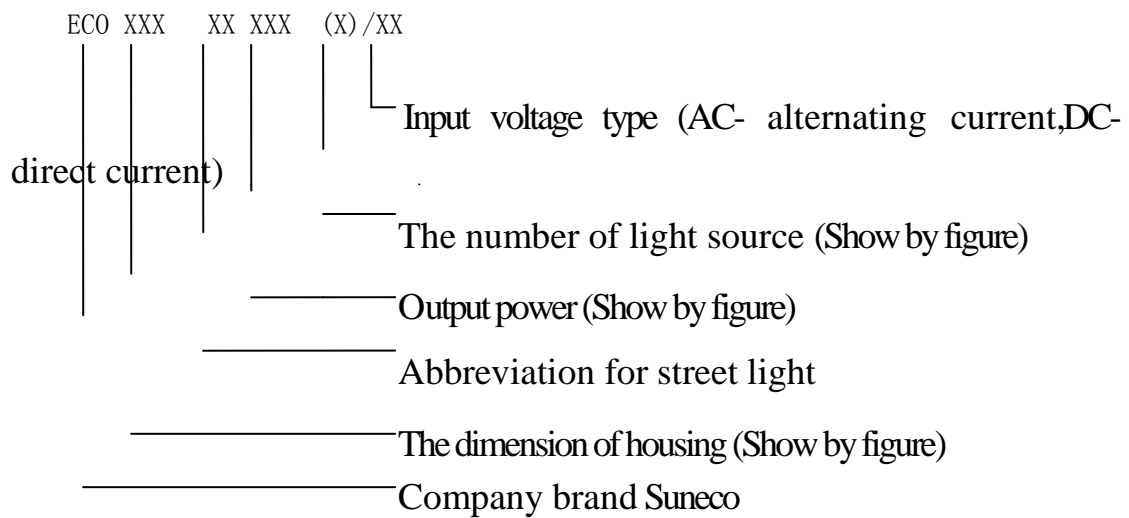 ECO XXX XX XXX (X)/XX
Input voltage type (AC- alternating current,DC-
direct current)
The number of light source (Show by figure)
Output power (Show by figure)
Abbreviation for street light
The dimension of housing (Show by figure)
Company brand Suneco